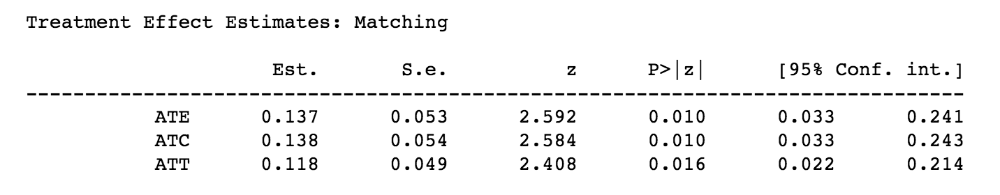 Treatment Effect Estimates: Matching
Est. S.e. z P>|z| [95% Conf. int.]
--------------------------------------------------------------------------------
ATE 0.137 0.053 2.592 0.010 0.033 0.241
ATC 0.138 0.054 2.584 0.010 0.033 0.243
ATT 0.118 0.049 2.408 0.016 0.022 0.214